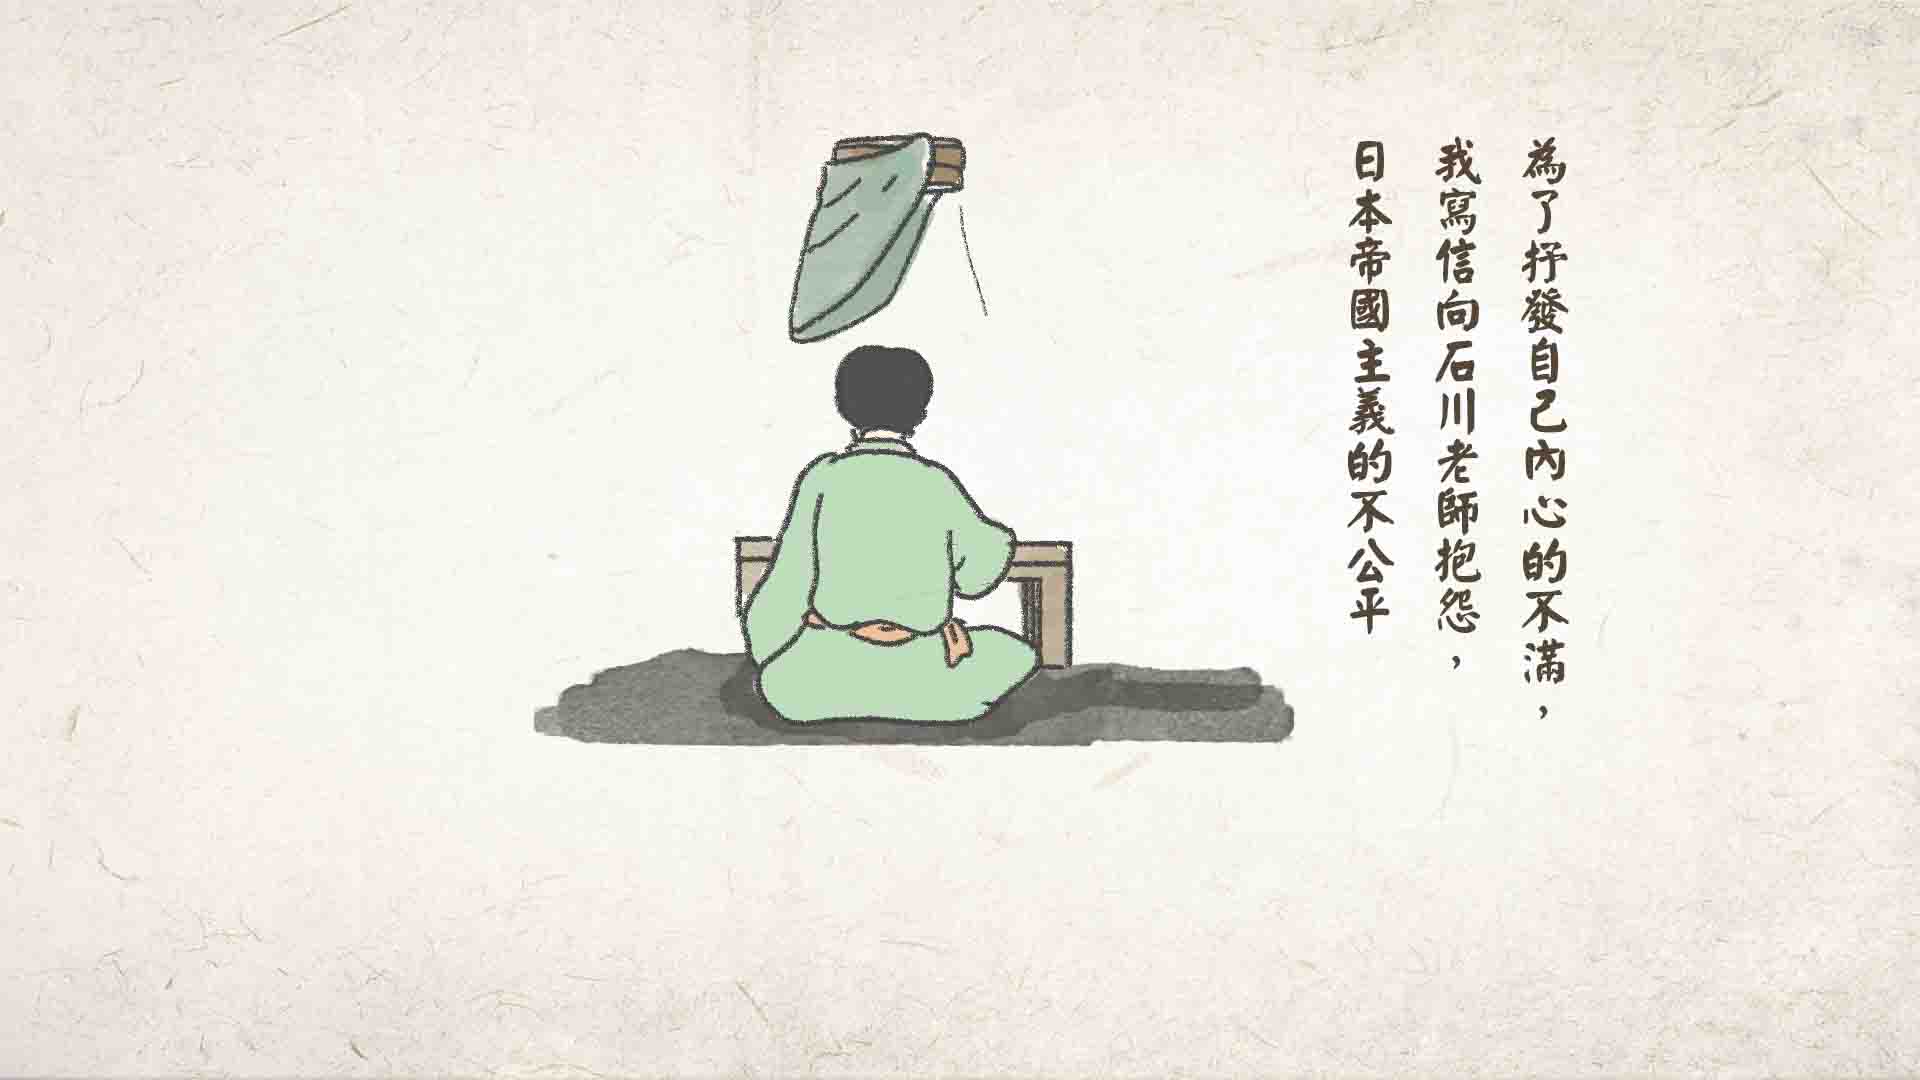 為了抒發自己內心的不滿，
我寫信向石川老師抱怨，
日本帝國主義的不公平